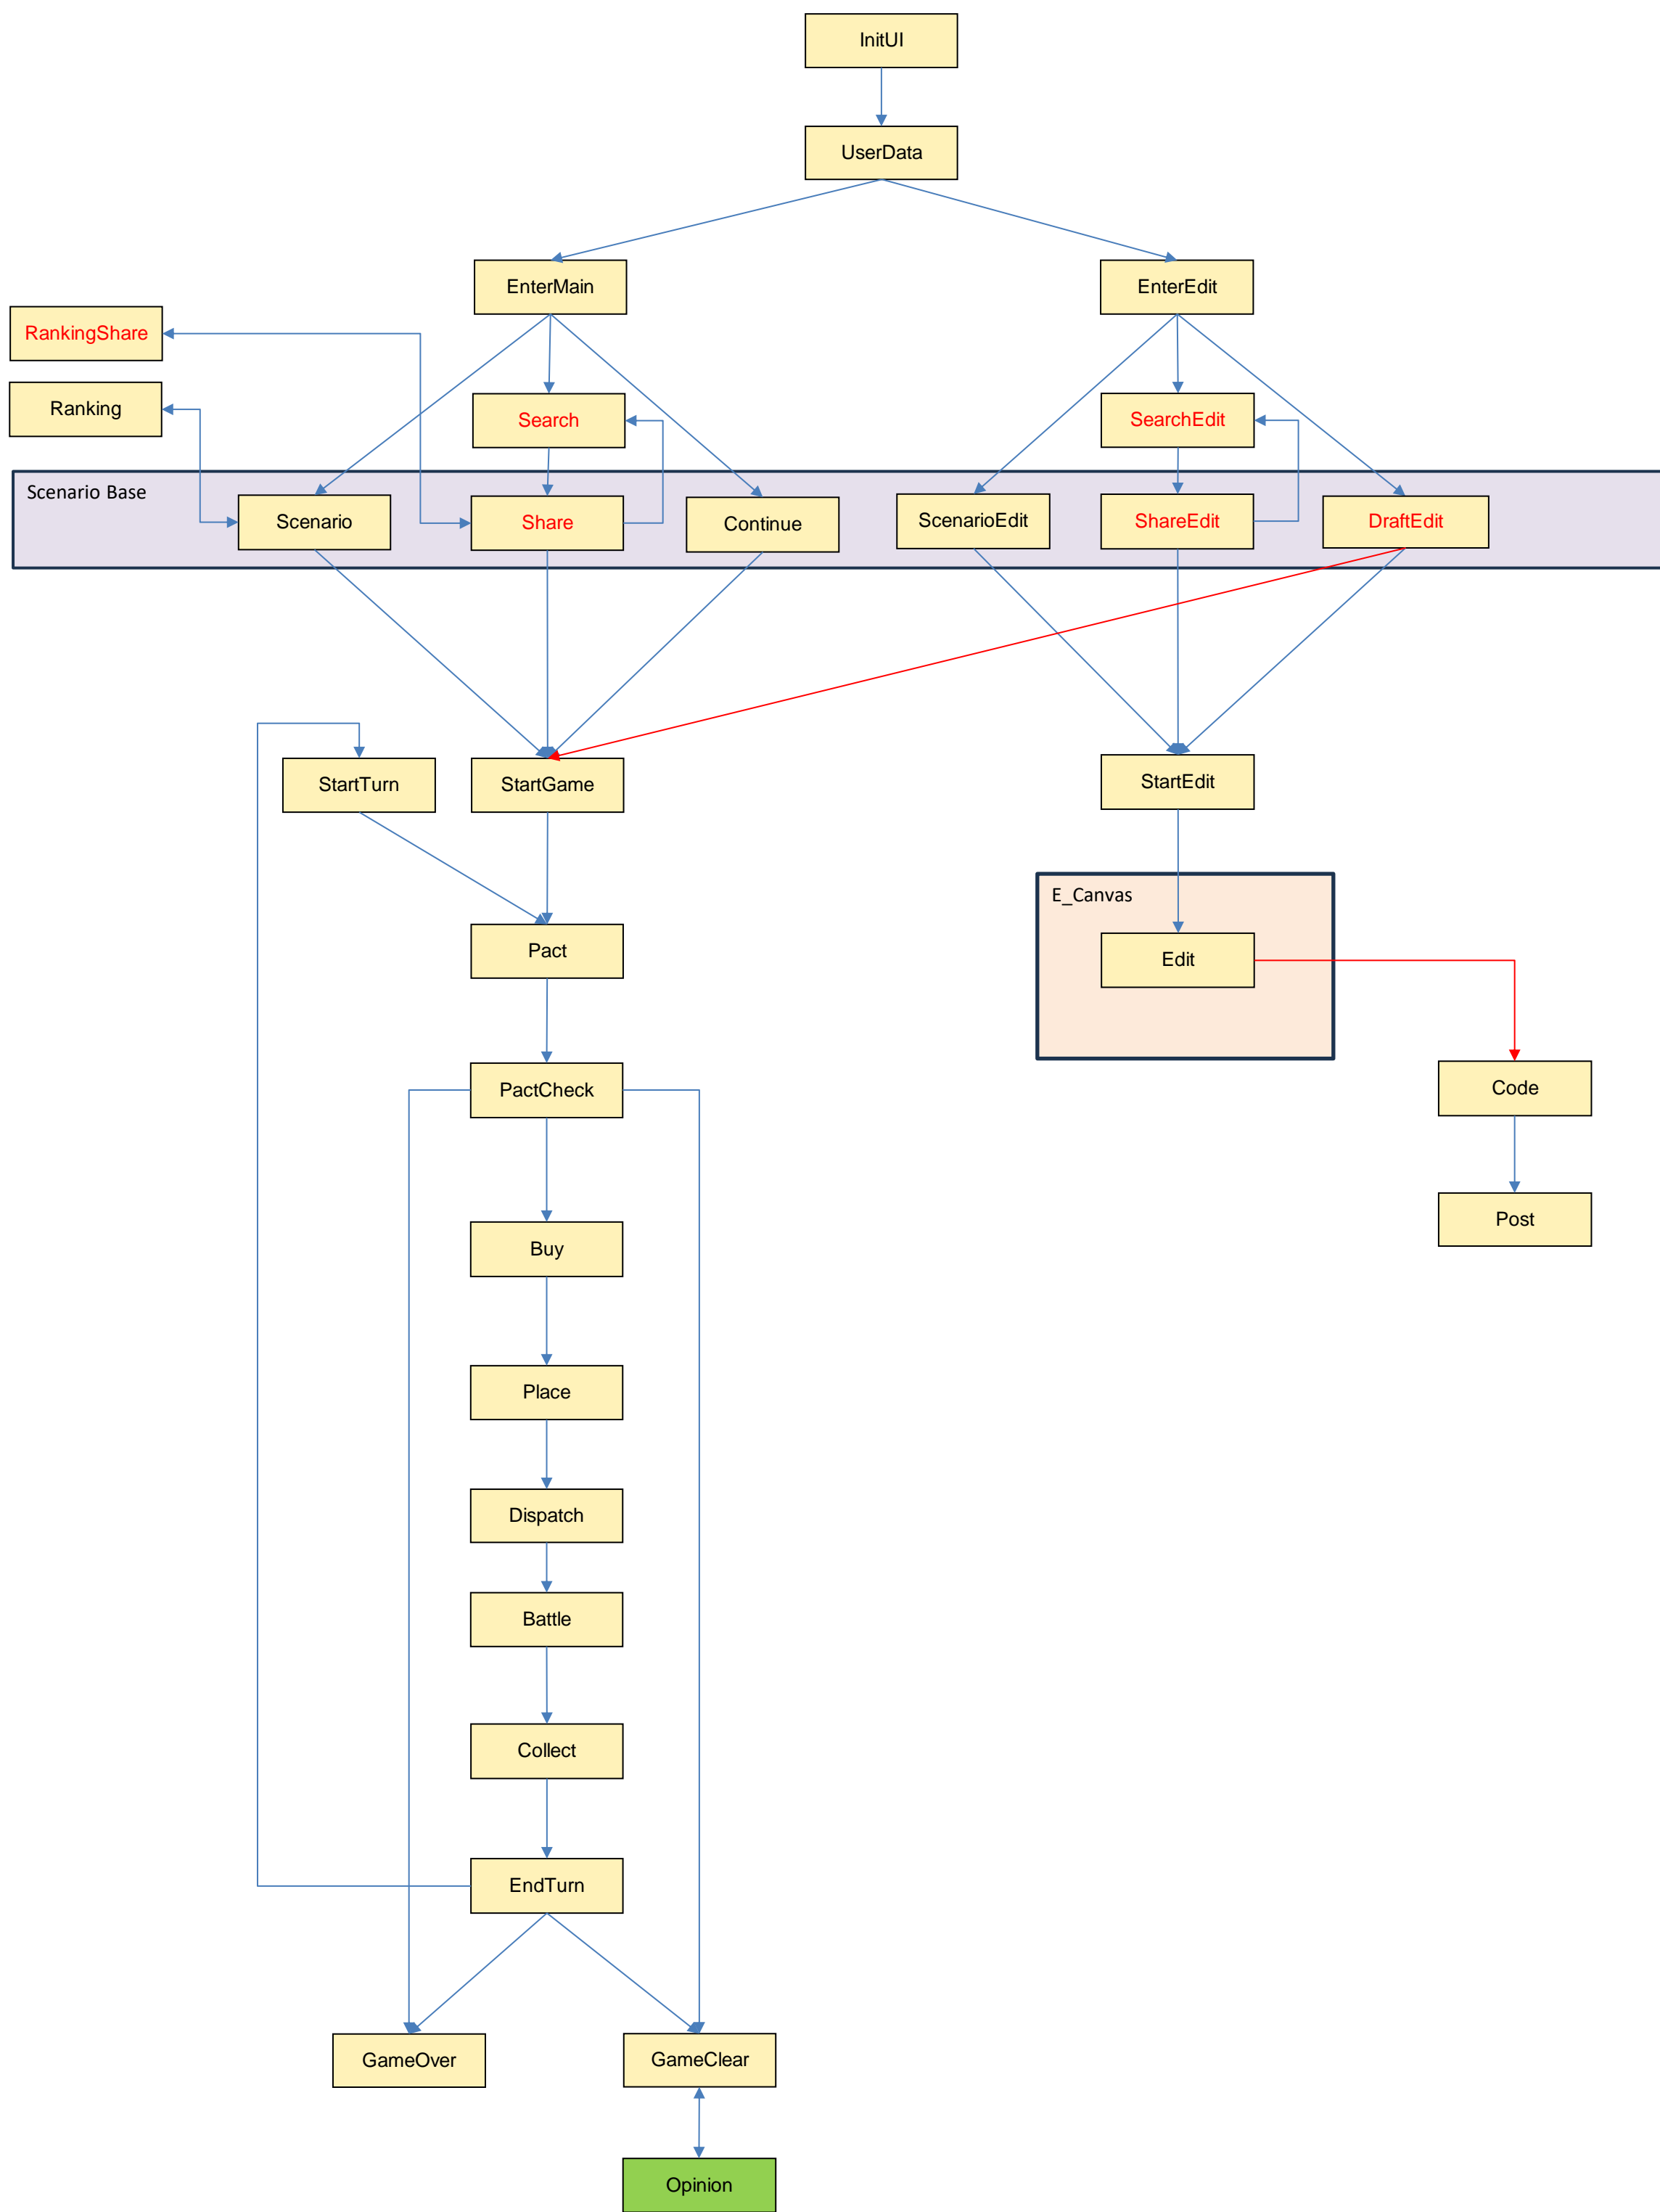 InitUI
UserData
EnterMain
EnterEdit
RankingShare
Ranking
Search
SearchEdit
Scenario Base
Scenario
Share
Continue
ScenarioEdit
ShareEdit
DraftEdit
StartTurn
StartGame
StartEdit
E_Canvas
Pact
Edit
PactCheck
Code
Buy
Post
Place
Dispatch
Battle
Collect
EndTurn
GameOver
GameClear
Opinion